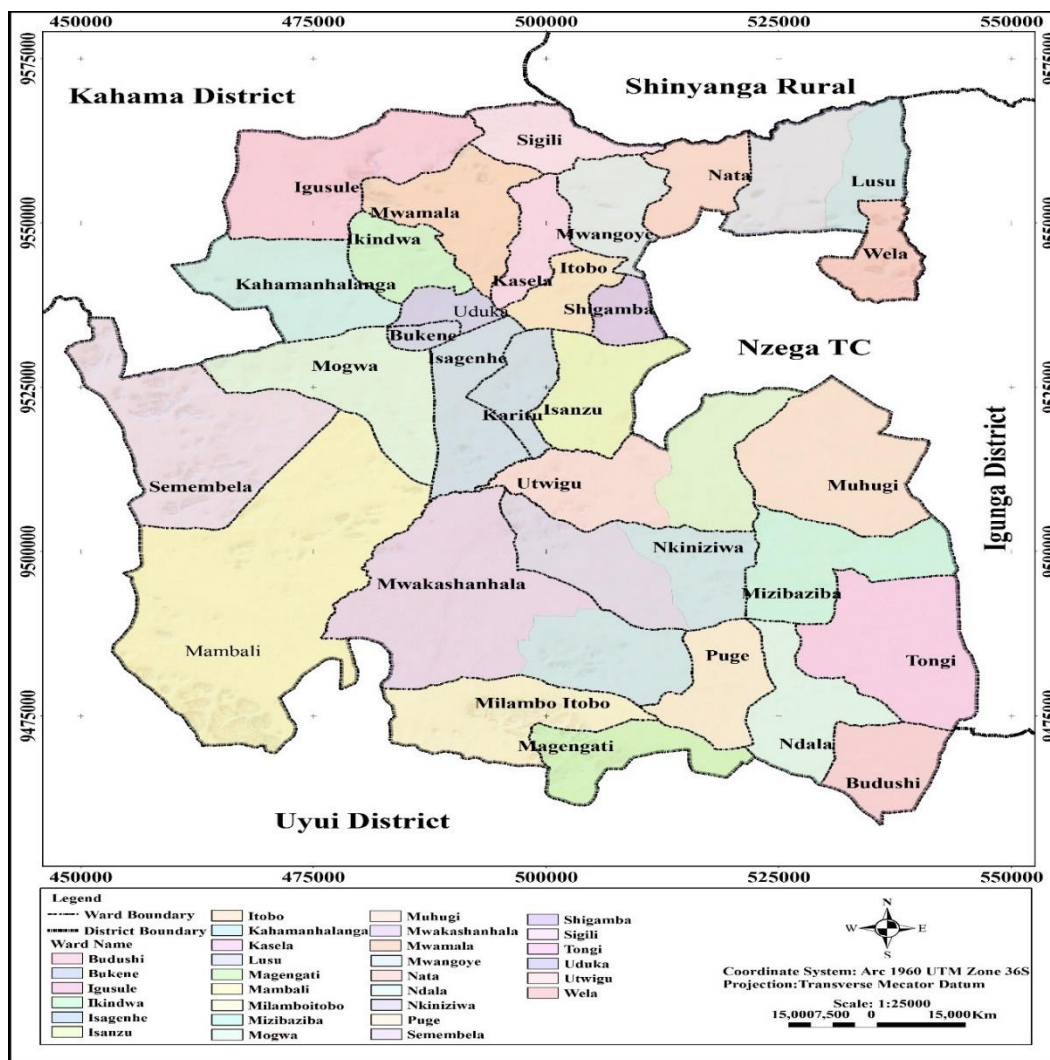 450000 475000 500000 525000 550000
9575000 9575000
Kahama District
Shinyanga Rural
Sigili
Nata
Lusu
Igusule
Mwamala
Ikindwa
Mwangoye
9550000 9550000
Wela
Itobo
Kahamanhalanga
Kasela
Uduka
Shigamba
Bukene
Isagenhe
Nzega TC
Mogwa
9525000 9525000
Karitu
Isanzu
Igunga District
Semembela
Utwigu
Muhugi
9500000 9500000
Nkiniziwa
Mwakashanhala
Mizibaziba
Mambali
Puge
Tongi
Milambo Itobo
9475000 9475000
Magengati
Ndala
Budushi
Uyui District
450000 475000 500000 525000 550000
Legend
Ward Boundary
District Boundary
Ward Name
Budushi
Bukene
Igusule
Ikindwa
Isagenhe
Isanzu
Itobo
Kahamanhalanga
Kasela
Lusu
Magengati
Mambali
Milamboitobo
Mizibaziba
Mogwa
Muhugi
Mwakashanhala
Mwamala
Mwangoye
Nata
Ndala
Nkiniziwa
Puge
Semembela
Shigamba
Sigili
Tongi
Uduka
Utwigu
Wela
N
W E
S
Coordinate System: Arc 1960 UTM Zone 36S
Projection:Transverse Mecator Datum
Scale: 1:25000
15,0007,500 0 15,000Km